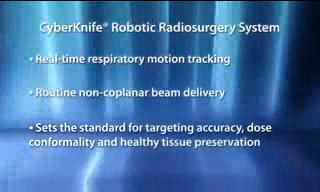 CyberKnife® Robotic Radiosurgery System
• Real-time respiratory motion tracking
• Routine non-coplanar beam delivery
• Sets the standard for targeting accuracy, dose
conformality and healthy tissue preservation